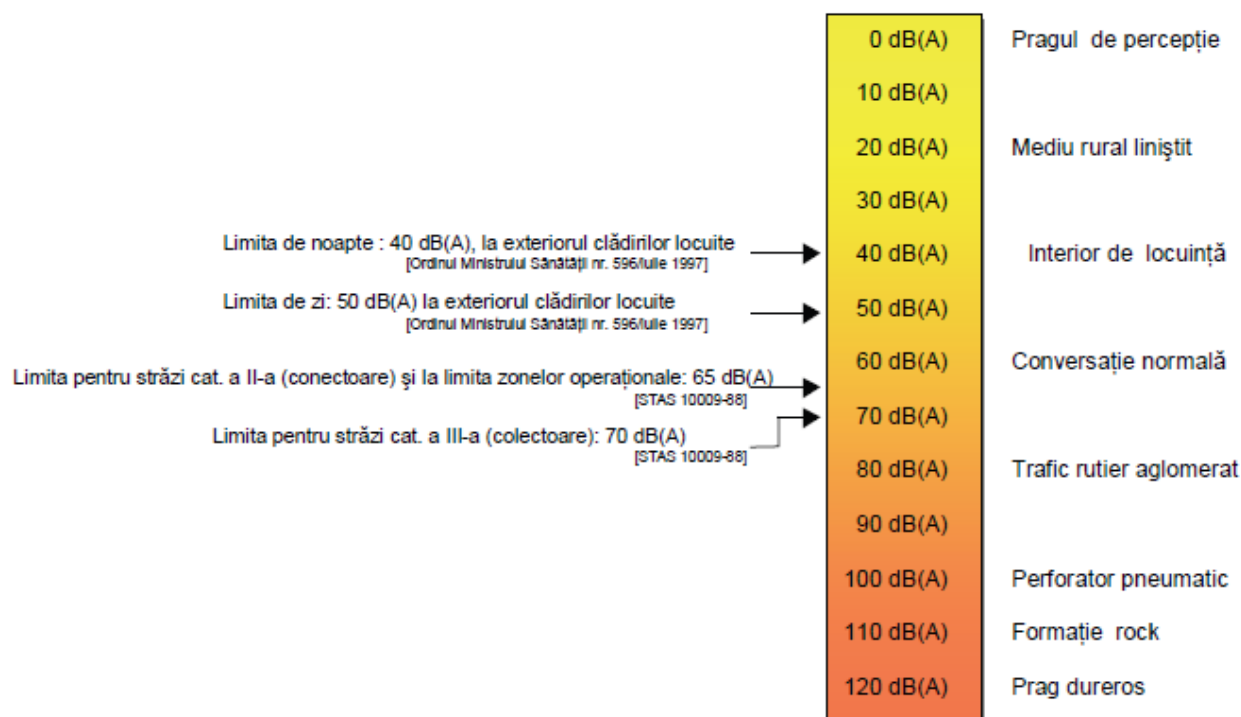 0 dB(A) Pragul de percepție
10 dB(A)
20 dB(A) Mediu rural liniştit
30 dB(A)
Limita de noapte : 40 dB(A), la exteriorul clădirilor locuite
[Ordinul Ministrului Sănătății nr. 596/iulie 1997]
40 dB(A) Interior de locuință
Limita de zi: 50 dB(A) la exteriorul clădirilor locuite
[Ordinul Ministrului Sănătății nr. 596/iulie 1997]
50 dB(A)
60 dB(A) Conversație normală
Limita pentru străzi cat. a II-a (conectoare) şi la limita zonelor operaționale: 65 dB(A)
[STAS 10009-88]
70 dB(A)
Limita pentru străzi cat. a III-a (colectoare): 70 dB(A)
[STAS 10009-88]
80 dB(A) Trafic rutier aglomerat
90 dB(A)
100 dB(A) Perforator pneumatic
110 dB(A) Formație rock
120 dB(A) Prag dureros